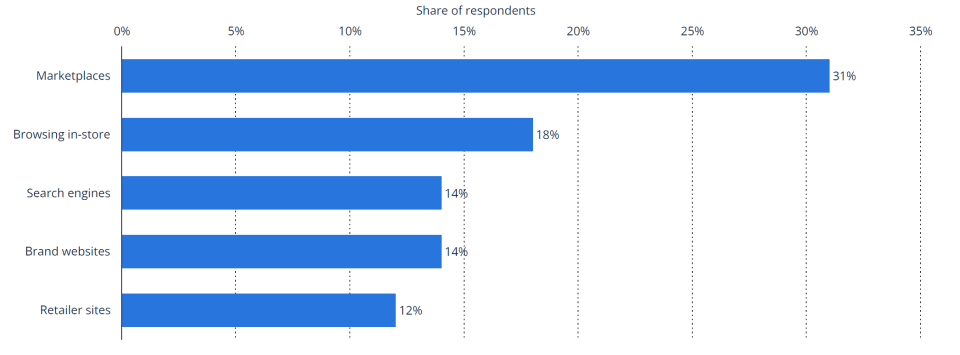 Share of respondents
0% 5% 10% 15% 20% 25% 30% 35%
Marketplaces 31%
Browsing in-store 18%
Search engines 14%
Brand websites 14%
Retailer sites 12%